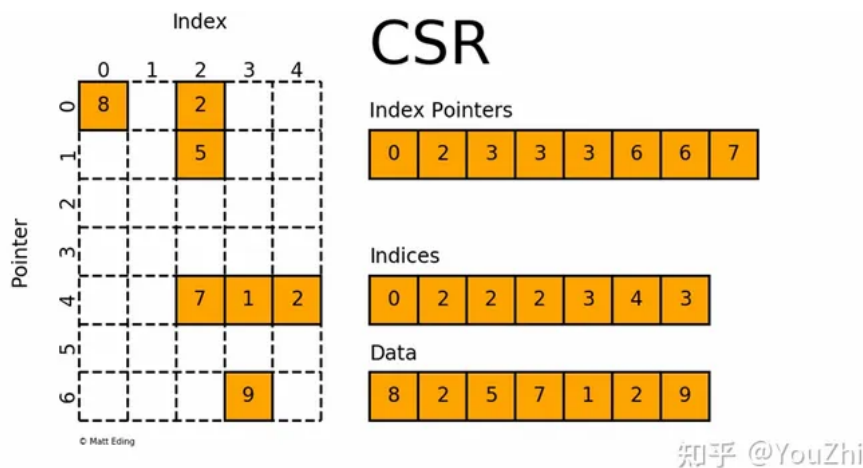 Index
CSR
0 1 2 3 4
Index Pointers
0 8 2
0 2 3 3 3 6 6 7
1 5
2
Pointer
3
Indices
4 7 1 2
0 2 2 2 3 4 3
5
Data
6 9
8 2 5 7 1 2 9
© Matt Eding
知乎 @YouZhi